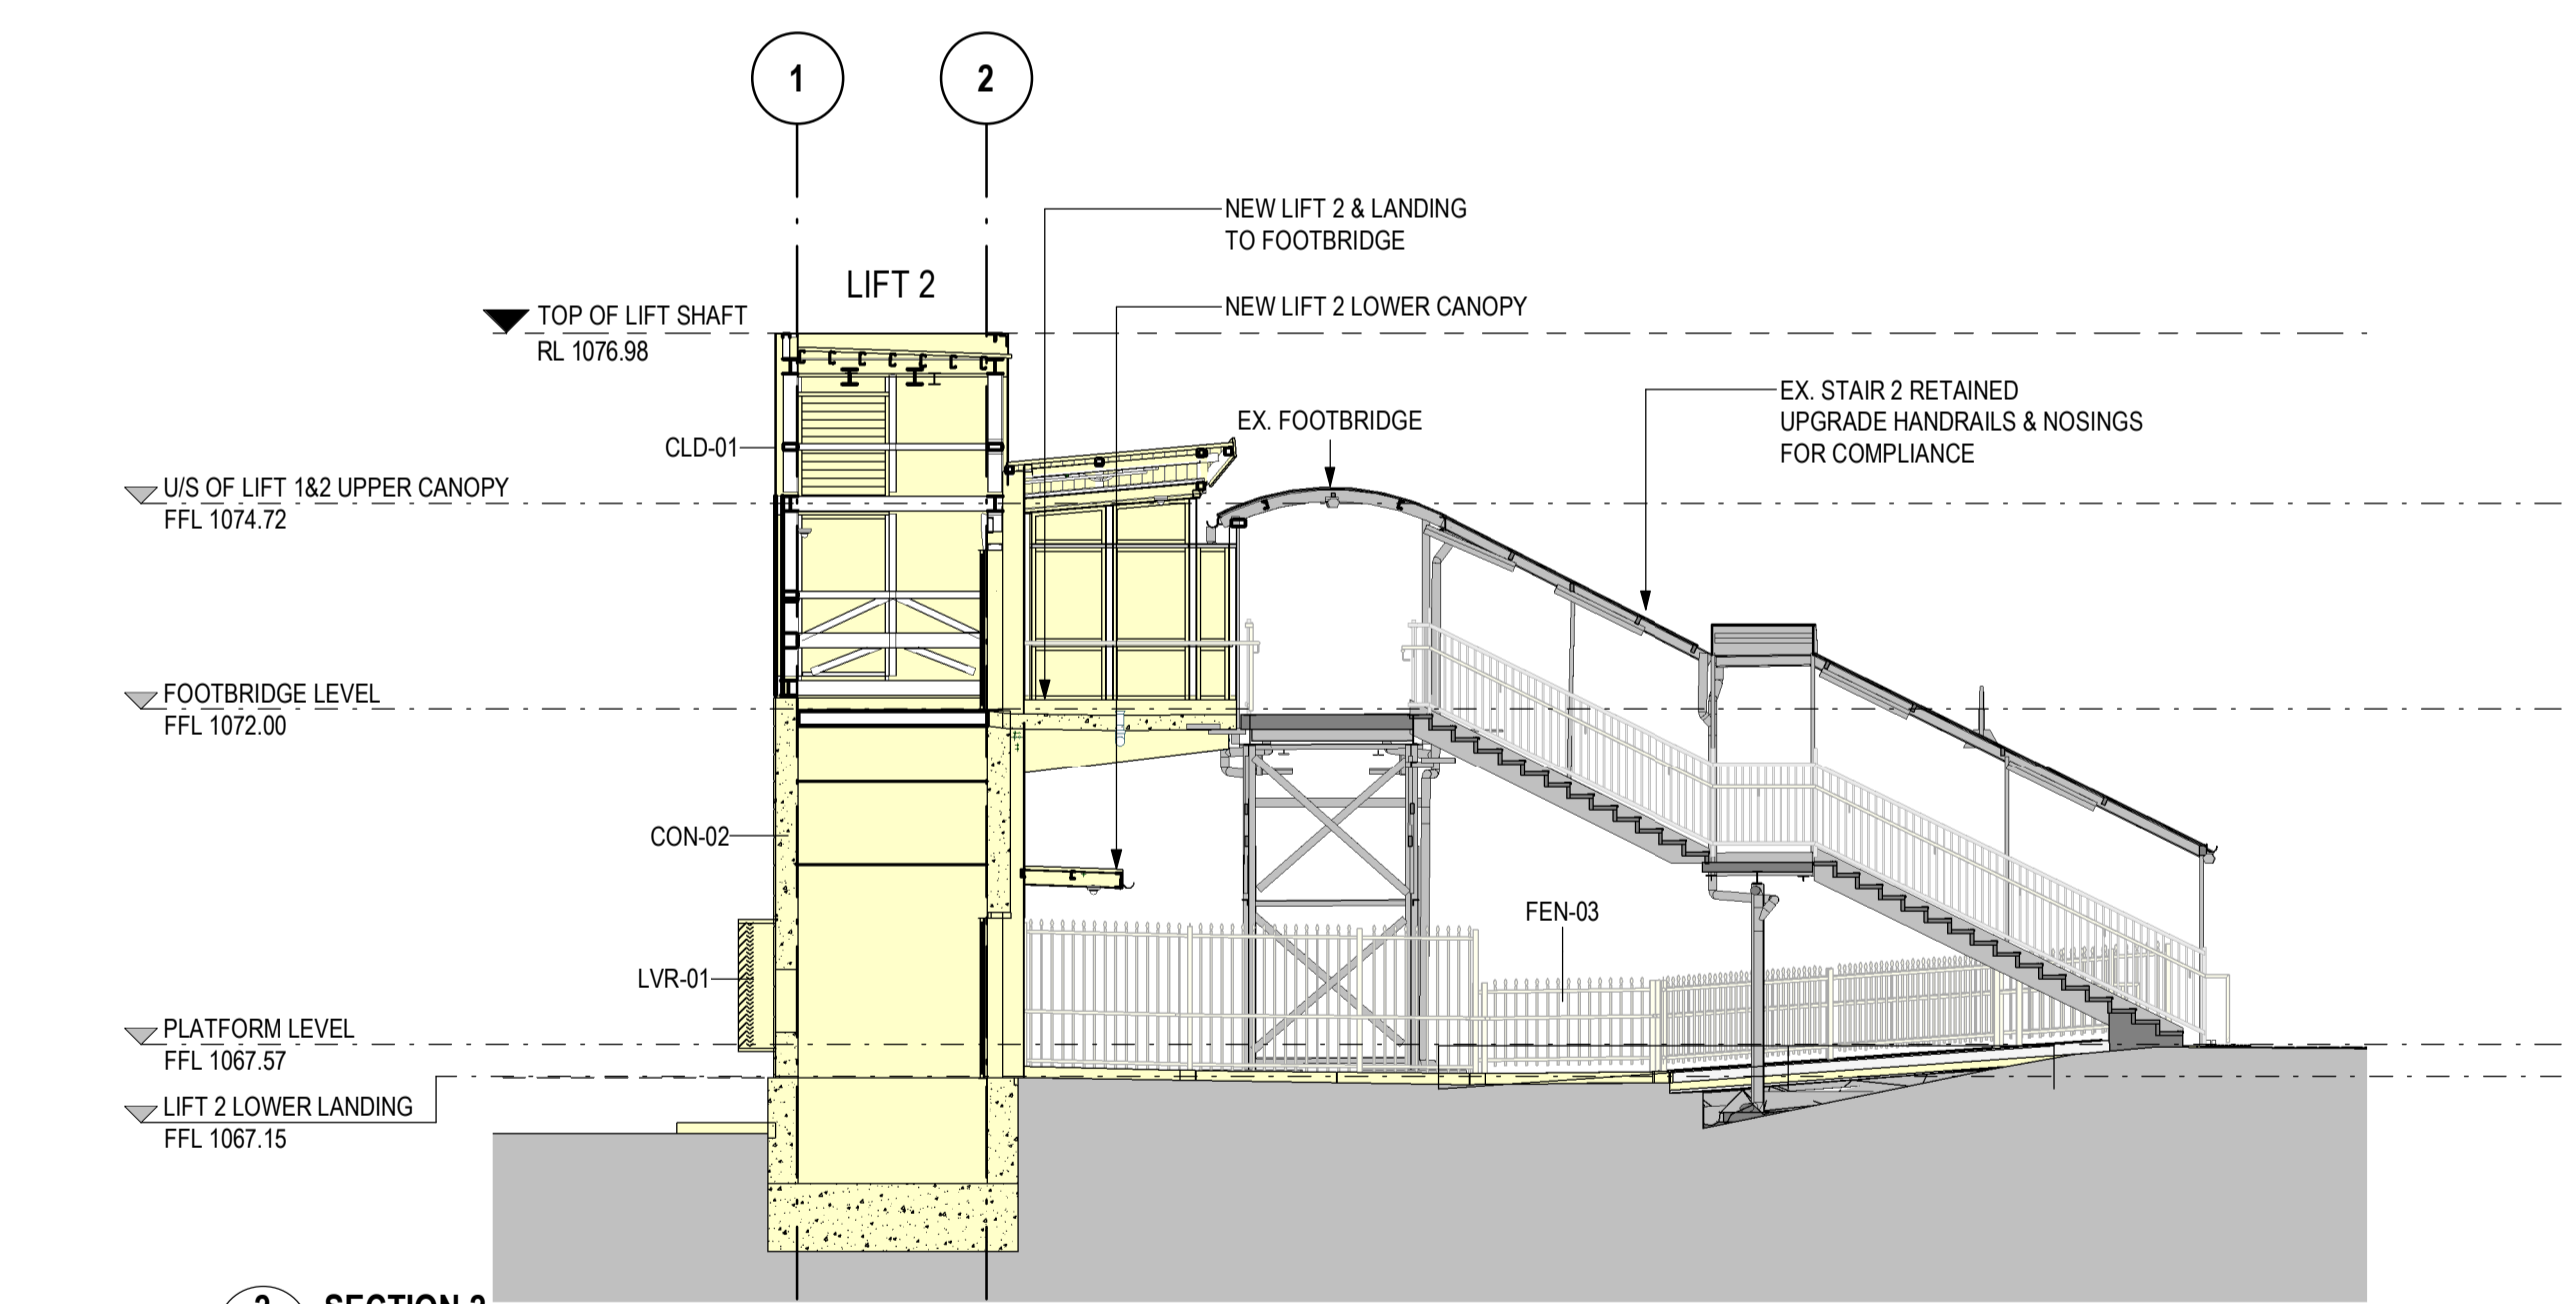 1
2
NEW LIFT 2 & LANDING
TO FOOTBRIDGE
LIFT 2
NEW LIFT 2 LOWER CANOPY
TOP OF LIFT SHAFT
RL 1076.98
EX. STAIR 2 RETAINED
UPGRADE HANDRAILS & NOSINGS
FOR COMPLIANCE
EX. FOOTBRIDGE
CLD-01
U/S OF LIFT 1&2 UPPER CANOPY
FFL 1074.72
FOOTBRIDGE LEVEL
FFL 1072.00
CON-02
FEN-03
LVR-01
PLATFORM LEVEL
FFL 1067.57
LIFT 2 LOWER LANDING
FFL 1067.15